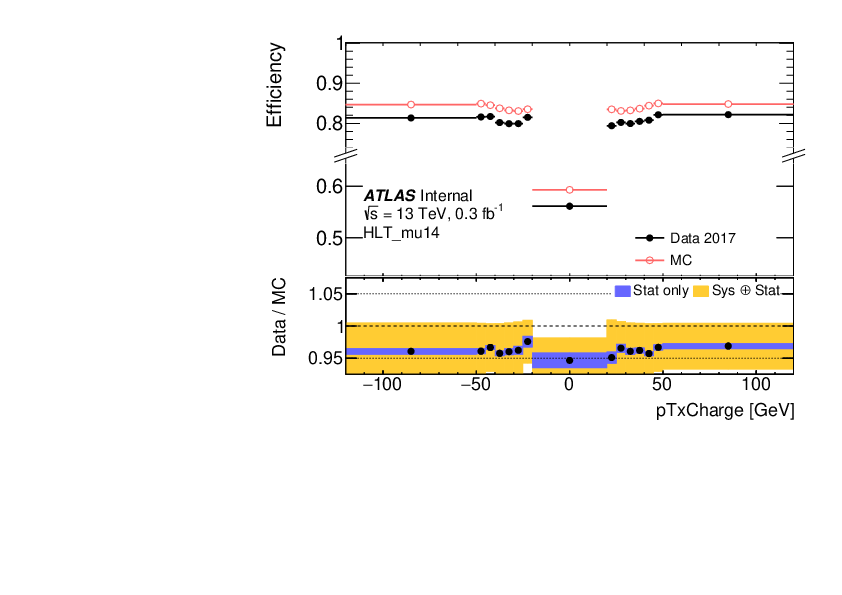 Efficiency
1
0.9
0.8
0.6
0.5
ATLAS Internal
√s = 13 TeV, 0.3 fb⁻¹
HLT_mu14
Data 2017
MC
Data / MC
1.05
1
0.95
Stat only
Sys ⊕ Stat
−100 −50 0 50 100
pTxCharge [GeV]